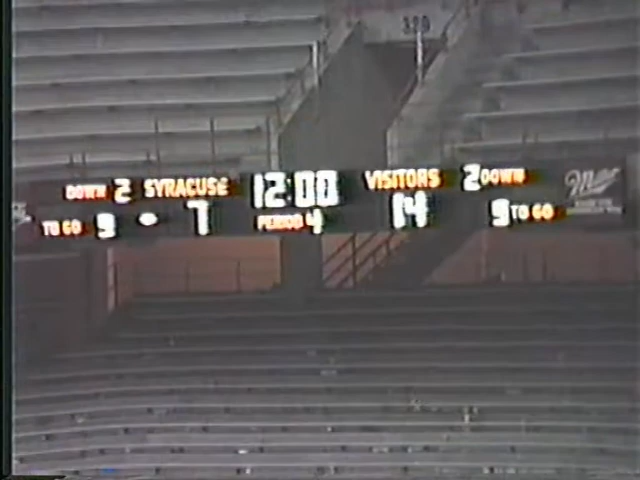 320
DOWN 2 SYRACUSE 12:00 VISITORS 2 DOWN Miller
TO GO 9 7 PERIOD 4 14 9 TO GO